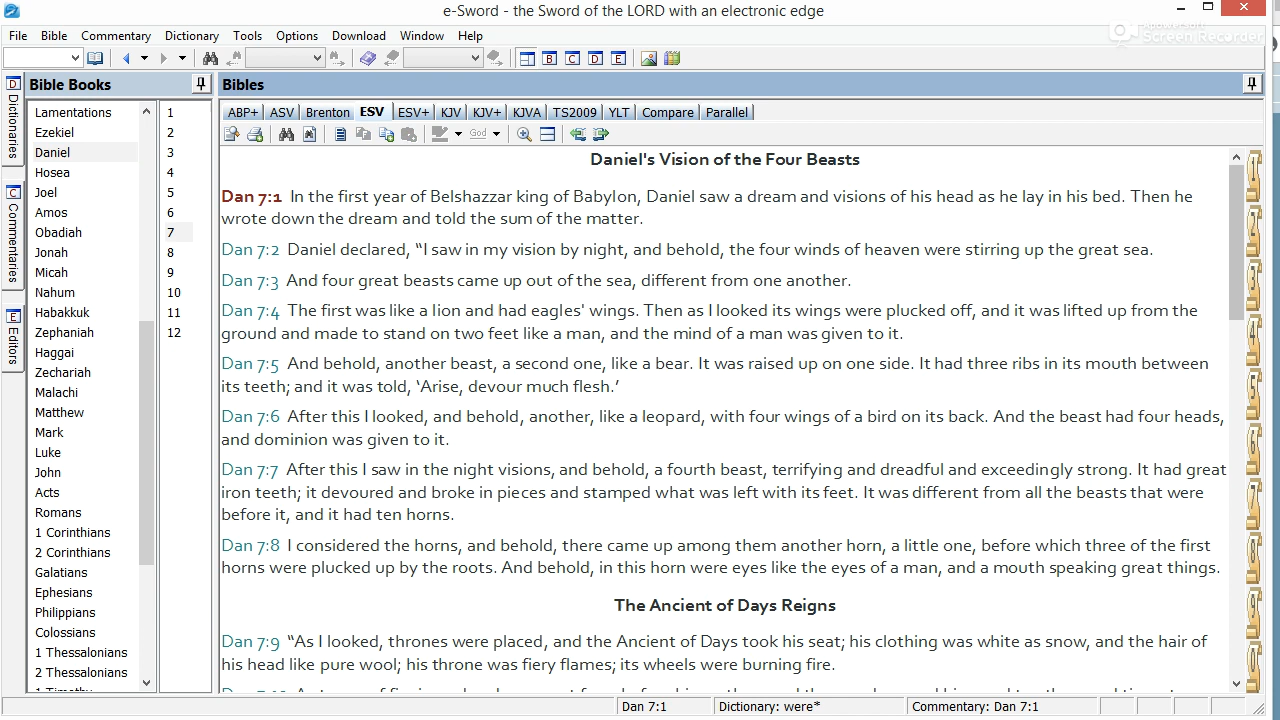 e-Sword - the Sword of the LORD with an electronic edge
File Bible Commentary Dictionary Tools Options Download Window Help
Screen Recorder
Bible Books
Bibles
D Dictionaries
C Commentaries
E Editors
Lamentations
Ezekiel
Daniel
Hosea
Joel
Amos
Obadiah
Jonah
Micah
Nahum
Habakkuk
Zephaniah
Haggai
Zechariah
Malachi
Matthew
Mark
Luke
John
Acts
Romans
1 Corinthians
2 Corinthians
Galatians
Ephesians
Philippians
Colossians
1 Thessalonians
2 Thessalonians
1 Timothy
1
2
3
4
5
6
7
8
9
10
11
12
ABP+ ASV Brenton ESV ESV+ KJV KJV+ KJVA TS2009 YLT Compare Parallel
God
B C D E
Daniel's Vision of the Four Beasts
Dan 7:1 In the first year of Belshazzar king of Babylon, Daniel saw a dream and visions of his head as he lay in his bed. Then he
wrote down the dream and told the sum of the matter.
Dan 7:2 Daniel declared, “I saw in my vision by night, and behold, the four winds of heaven were stirring up the great sea.
Dan 7:3 And four great beasts came up out of the sea, different from one another.
Dan 7:4 The first was like a lion and had eagles' wings. Then as I looked its wings were plucked off, and it was lifted up from the
ground and made to stand on two feet like a man, and the mind of a man was given to it.
Dan 7:5 And behold, another beast, a second one, like a bear. It was raised up on one side. It had three ribs in its mouth between
its teeth; and it was told, ‘Arise, devour much flesh.’
Dan 7:6 After this I looked, and behold, another, like a leopard, with four wings of a bird on its back. And the beast had four heads,
and dominion was given to it.
Dan 7:7 After this I saw in the night visions, and behold, a fourth beast, terrifying and dreadful and exceedingly strong. It had great
iron teeth; it devoured and broke in pieces and stamped what was left with its feet. It was different from all the beasts that were
before it, and it had ten horns.
Dan 7:8 I considered the horns, and behold, there came up among them another horn, a little one, before which three of the first
horns were plucked up by the roots. And behold, in this horn were eyes like the eyes of a man, and a mouth speaking great things.
The Ancient of Days Reigns
Dan 7:9 “As I looked, thrones were placed, and the Ancient of Days took his seat; his clothing was white as snow, and the hair of
his head like pure wool; his throne was fiery flames; its wheels were burning fire.
1
2
3
4
5
6
7
8
9
0
Dan 7:1 Dictionary: were* Commentary: Dan 7:1